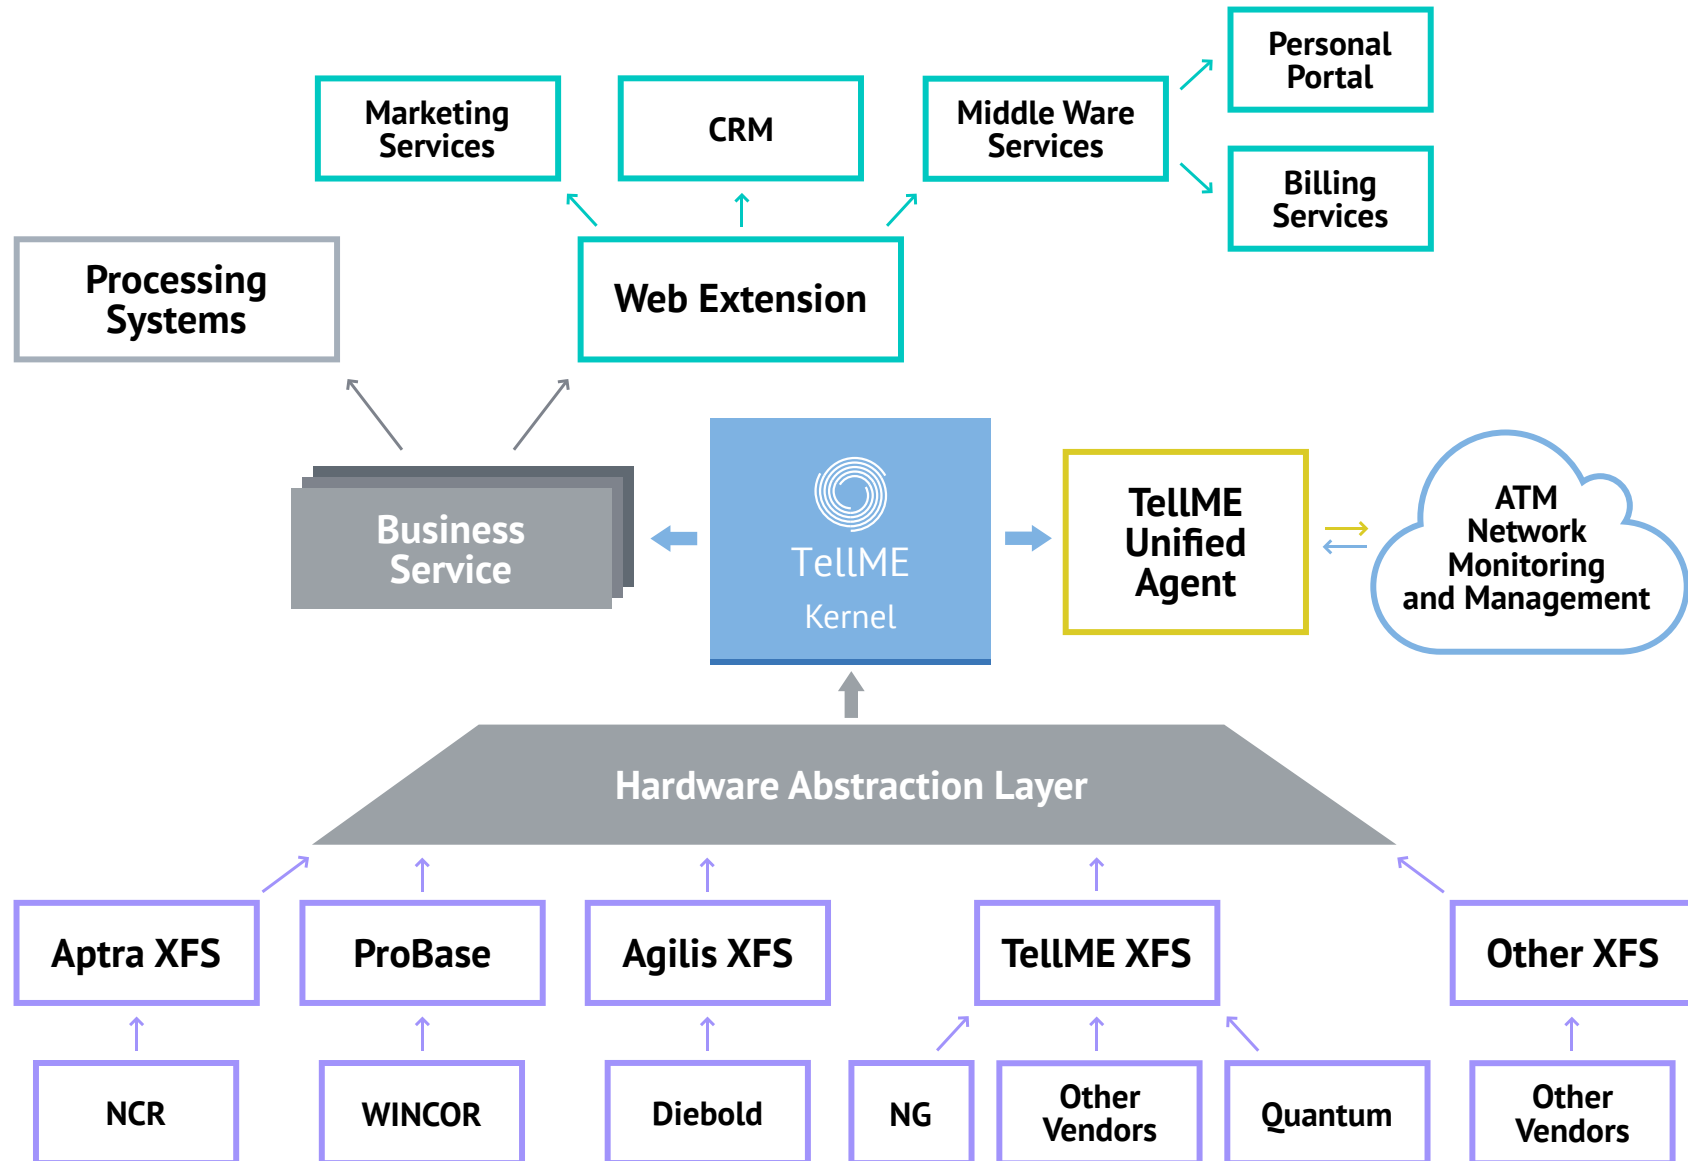 Personal
Portal
Marketing
Services
CRM
Middle Ware
Services
Billing
Services
Processing
Systems
Web Extension
Business
Service
TellME
Kernel
TellME
Unified
Agent
ATM
Network
Monitoring
and Management
Hardware Abstraction Layer
Aptra XFS
ProBase
Agilis XFS
TellME XFS
Other XFS
NCR
WINCOR
Diebold
NG
Other
Vendors
Quantum
Other
Vendors